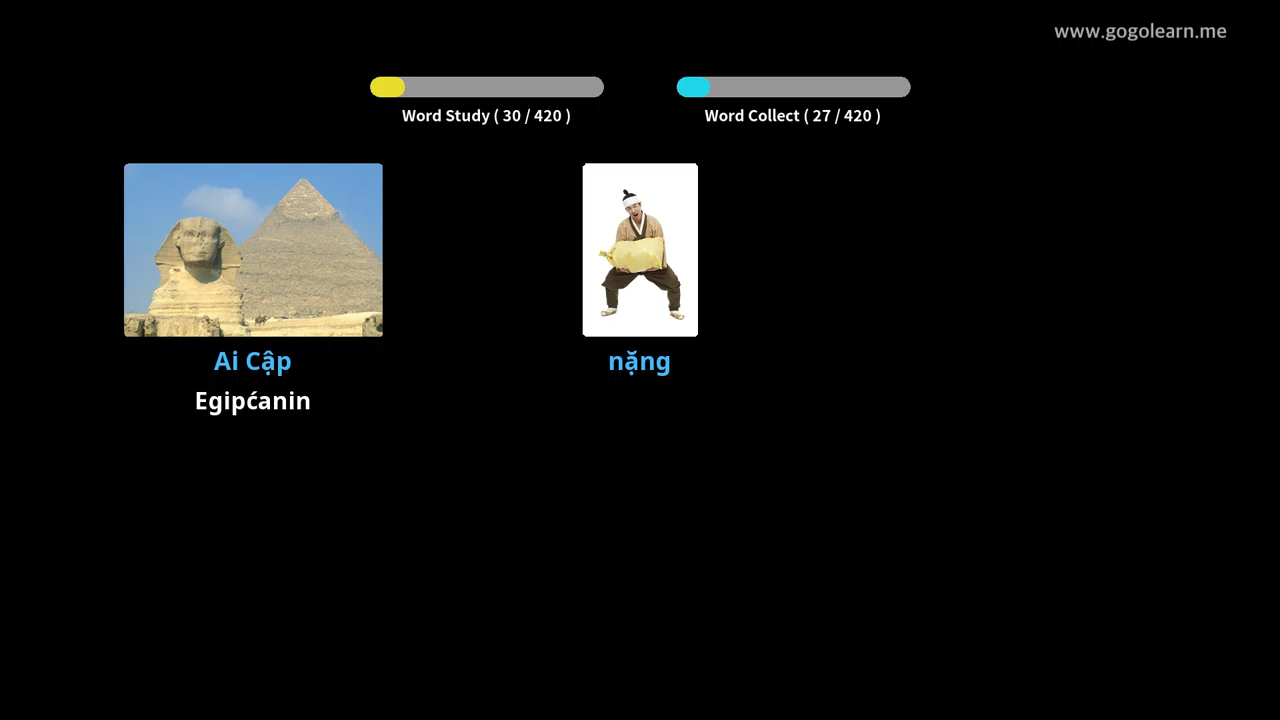 www.gogolearn.me
Word Study ( 30 / 420 )
Word Collect ( 27 / 420 )
Ai Cập
nặng
Egipćanin